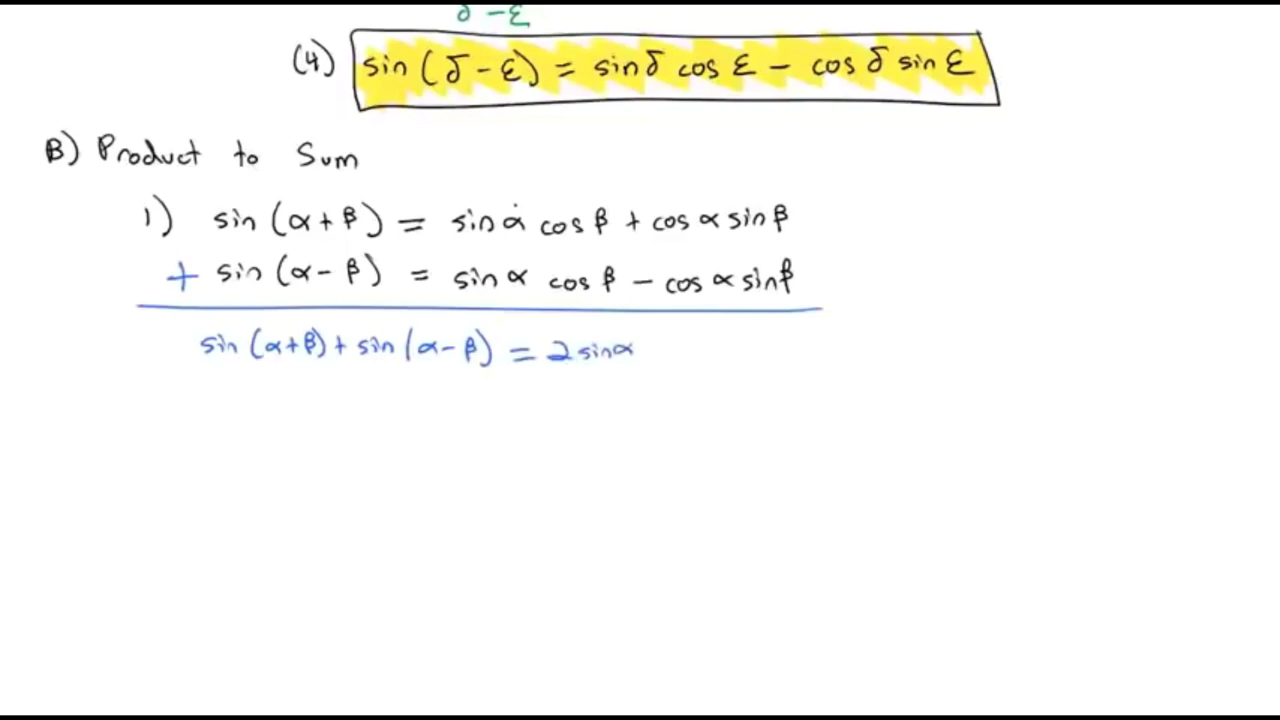 δ - ε
(4) sin (δ - ε) = sin δ cos ε - cos δ sin ε
B) Product to Sum
1) sin (α + β) = sin α cos β + cos α sin β
+ sin (α - β) = sin α cos β - cos α sin β
sin (α + β) + sin (α - β) = 2 sin α